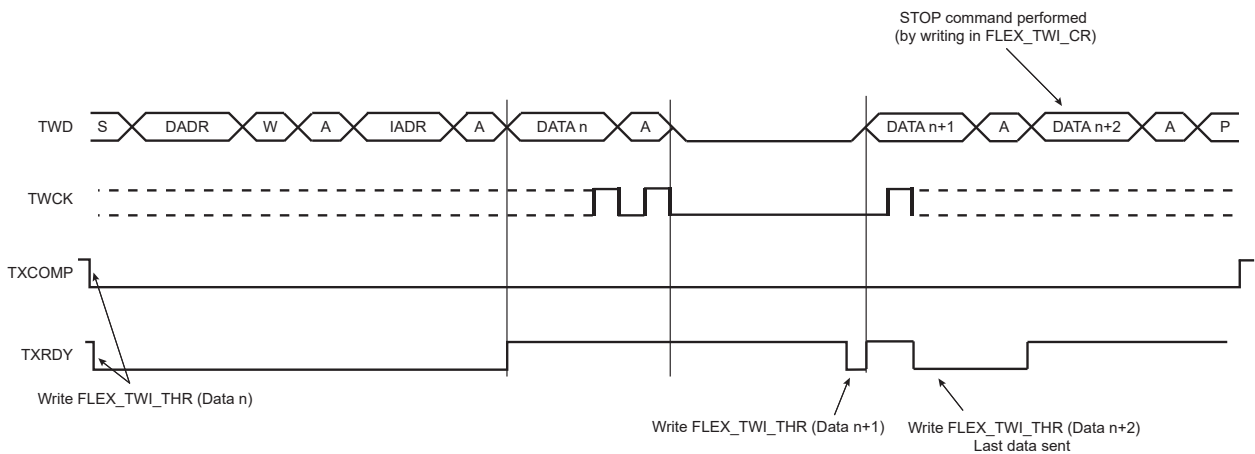 STOP command performed
(by writing in FLEX_TWI_CR)
TWD S DADR W A IADR A DATA n A DATA n+1 A DATA n+2 A P
TWCK
TXCOMP
TXRDY
Write FLEX_TWI_THR (Data n)
Write FLEX_TWI_THR (Data n+1) Write FLEX_TWI_THR (Data n+2)
Last data sent